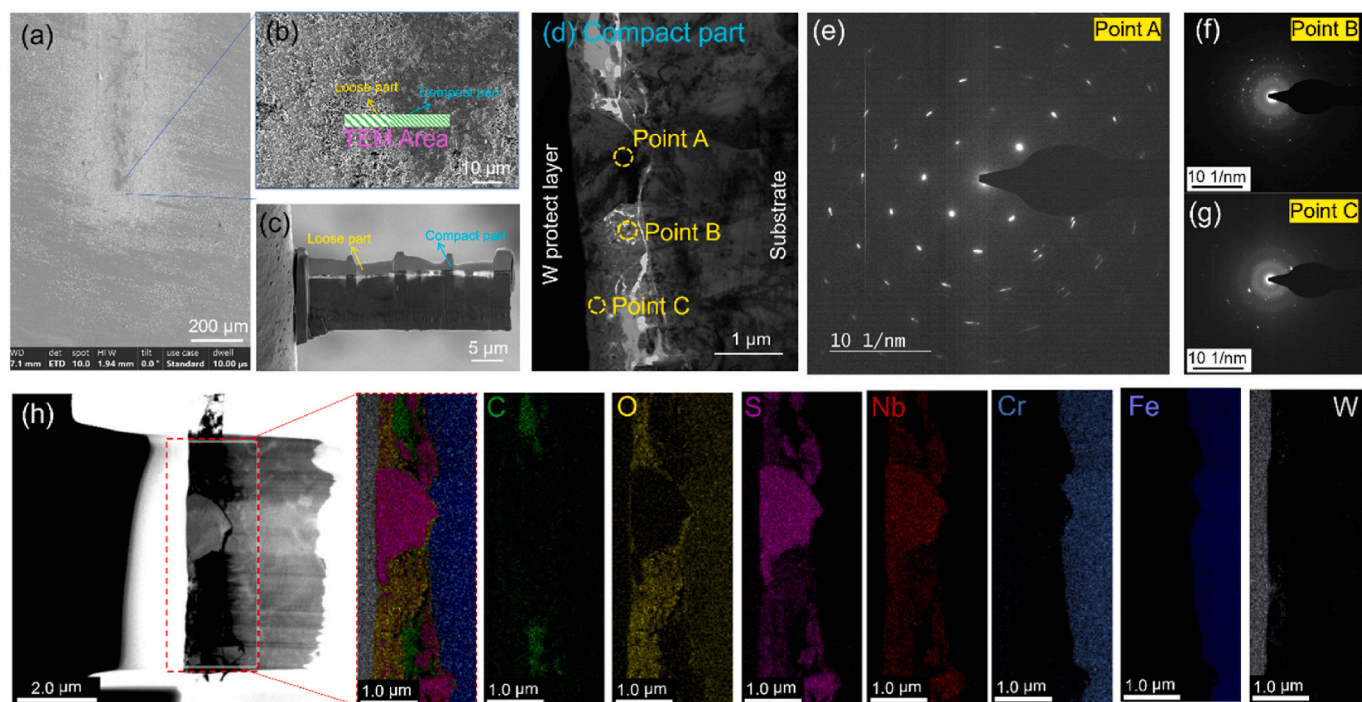 (a)
200 μm
WD det spot HFW tilt use case dwell
7.1 mm ETD 10.0 1.94 mm 0.0° Standard 10.00 μs
(b)
Loose part
Compact part
TEM Area
10 μm
(c)
Loose part
Compact part
5 μm
(d) Compact part
W protect layer
Point A
Point B
Point C
Substrate
1 μm
(e)
Point A
10 1/nm
(f)
Point B
10 1/nm
(g)
Point C
10 1/nm
(h)
2.0 μm
1.0 μm
C
1.0 μm
O
1.0 μm
S
1.0 μm
Nb
1.0 μm
Cr
1.0 μm
Fe
1.0 μm
W
1.0 μm